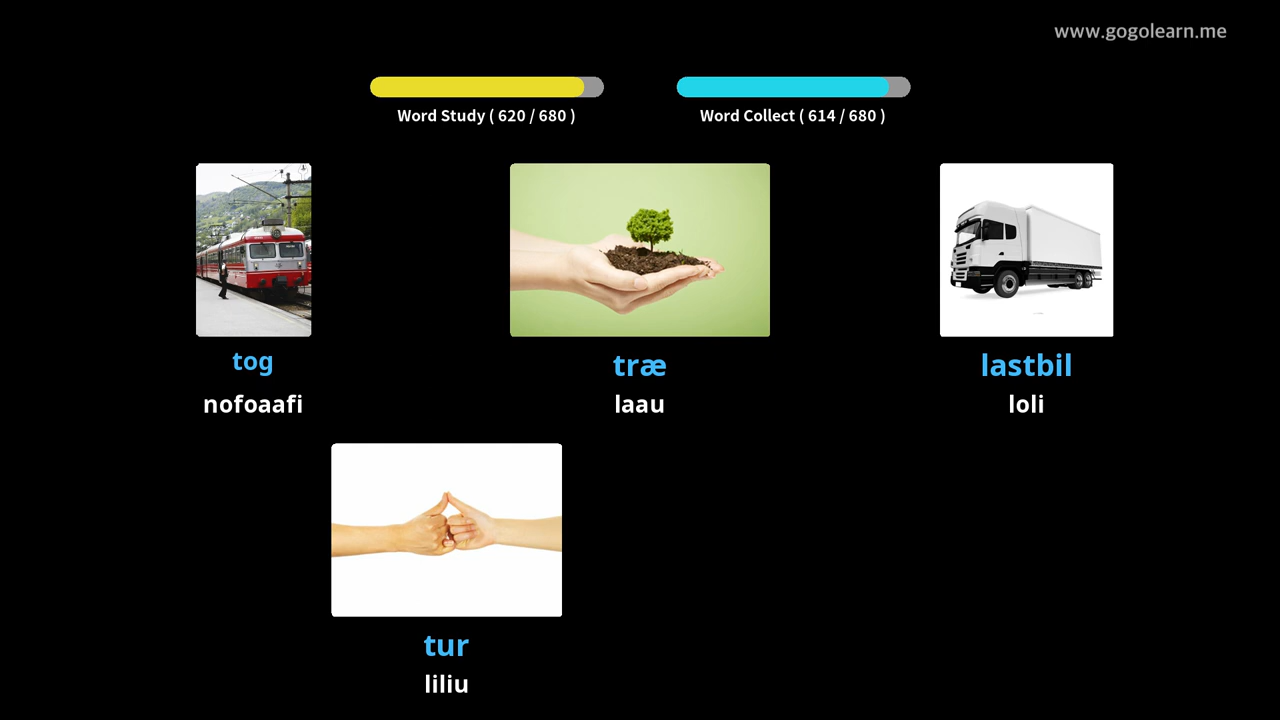 www.gogolearn.me
Word Study ( 620 / 680 )
Word Collect ( 614 / 680 )
tog
nofoaafi
træ
laau
lastbil
loli
tur
liliu